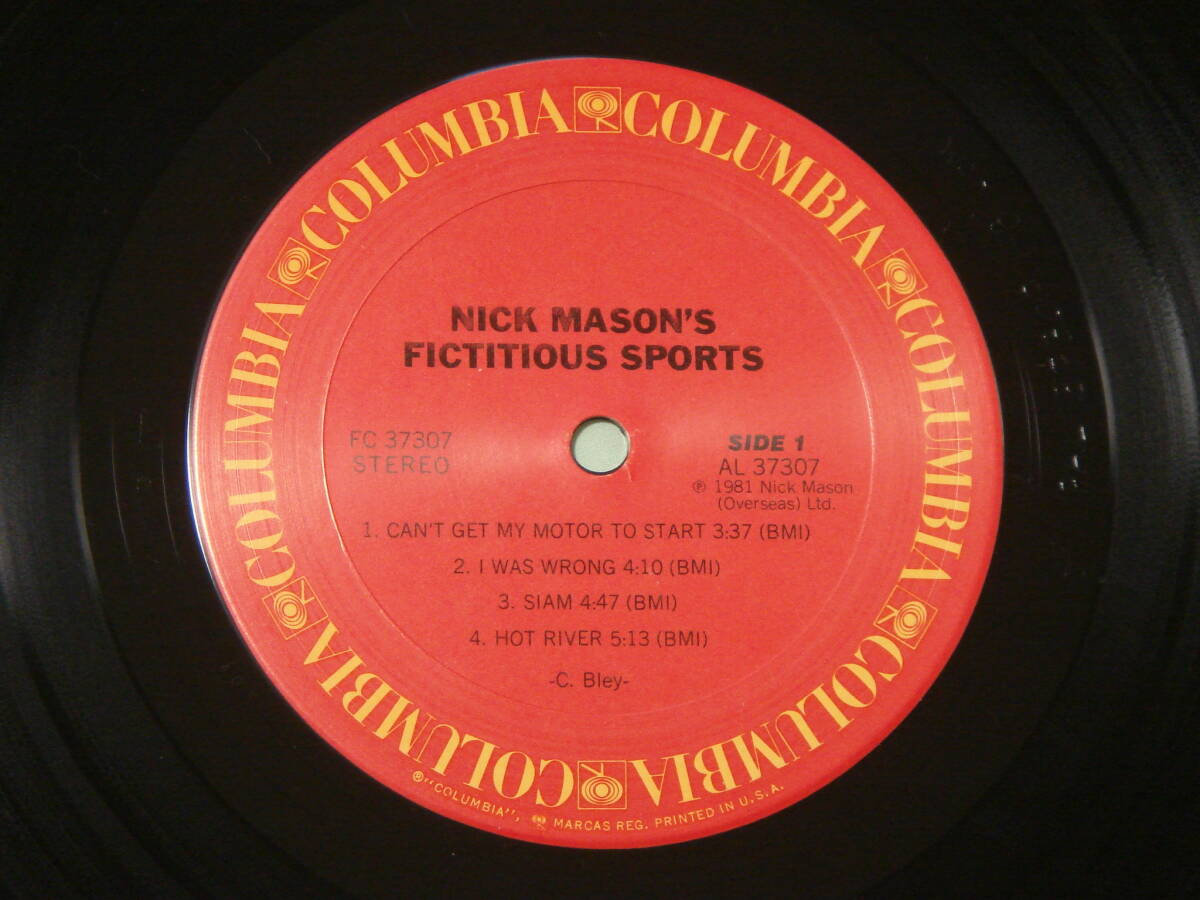 COLUMBIA COLUMBIA COLUMBIA COLUMBIA COLUMBIA COLUMBIA
NICK MASON'S
FICTITIOUS SPORTS
FC 37307
STEREO
SIDE 1
AL 37307
℗ 1981 Nick Mason
(Overseas) Ltd.
1. CAN'T GET MY MOTOR TO START 3:37 (BMI)
2. I WAS WRONG 4:10 (BMI)
3. SIAM 4:47 (BMI)
4. HOT RIVER 5:13 (BMI)
-C. Bley-
®"COLUMBIA", MARCAS REG. PRINTED IN U.S.A.